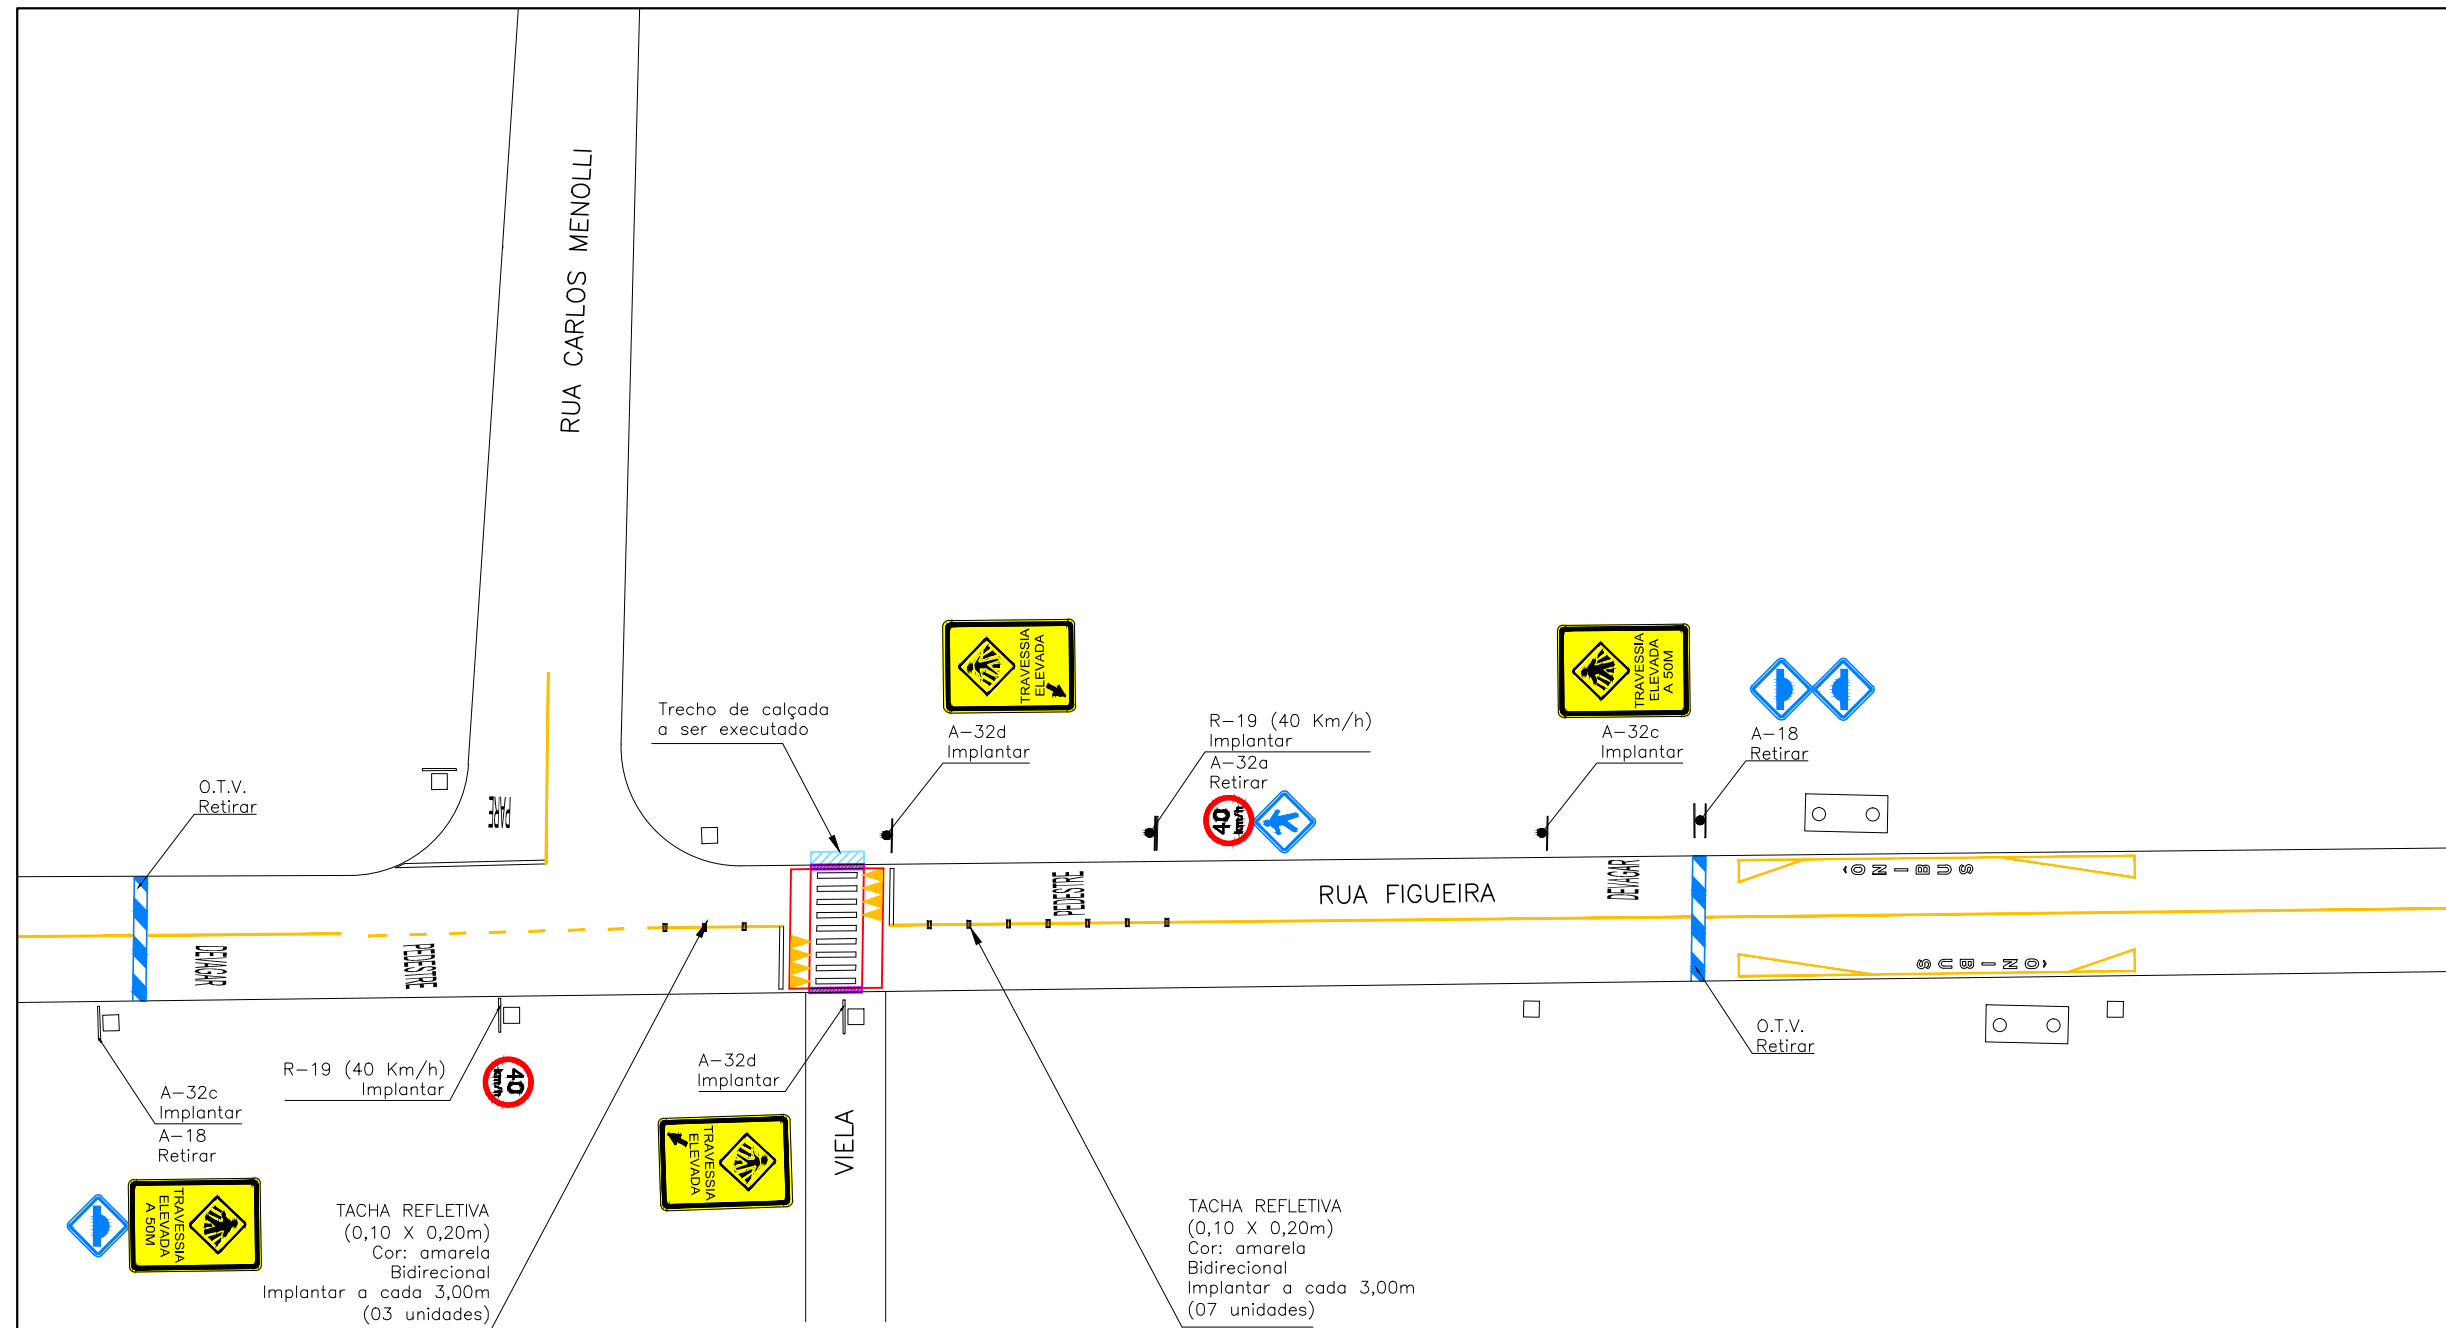 RUA CARLOS MENOLLI
TRAVESSIA
ELEVADA
TRAVESSIA
ELEVADA
A 50M
Trecho de calçada
a ser executado
A-32d
Implantar
R-19 (40 Km/h)
Implantar
A-32a
Retirar
A-32c
Implantar
A-18
Retirar
O.T.V.
Retirar
40
km/h
PARE
PEDESTRE
RUA FIGUEIRA
DEVAGAR
ÔNIBUS
DEVAGAR
PEDESTRE
ÔNIBUS
O.T.V.
Retirar
R-19 (40 Km/h)
Implantar
40
km/h
A-32d
Implantar
A-32c
Implantar
A-18
Retirar
VIELA
TRAVESSIA
ELEVADA
TRAVESSIA
ELEVADA
A 50M
TACHA REFLETIVA
(0,10 X 0,20m)
Cor: amarela
Bidirecional
Implantar a cada 3,00m
(03 unidades)
TACHA REFLETIVA
(0,10 X 0,20m)
Cor: amarela
Bidirecional
Implantar a cada 3,00m
(07 unidades)